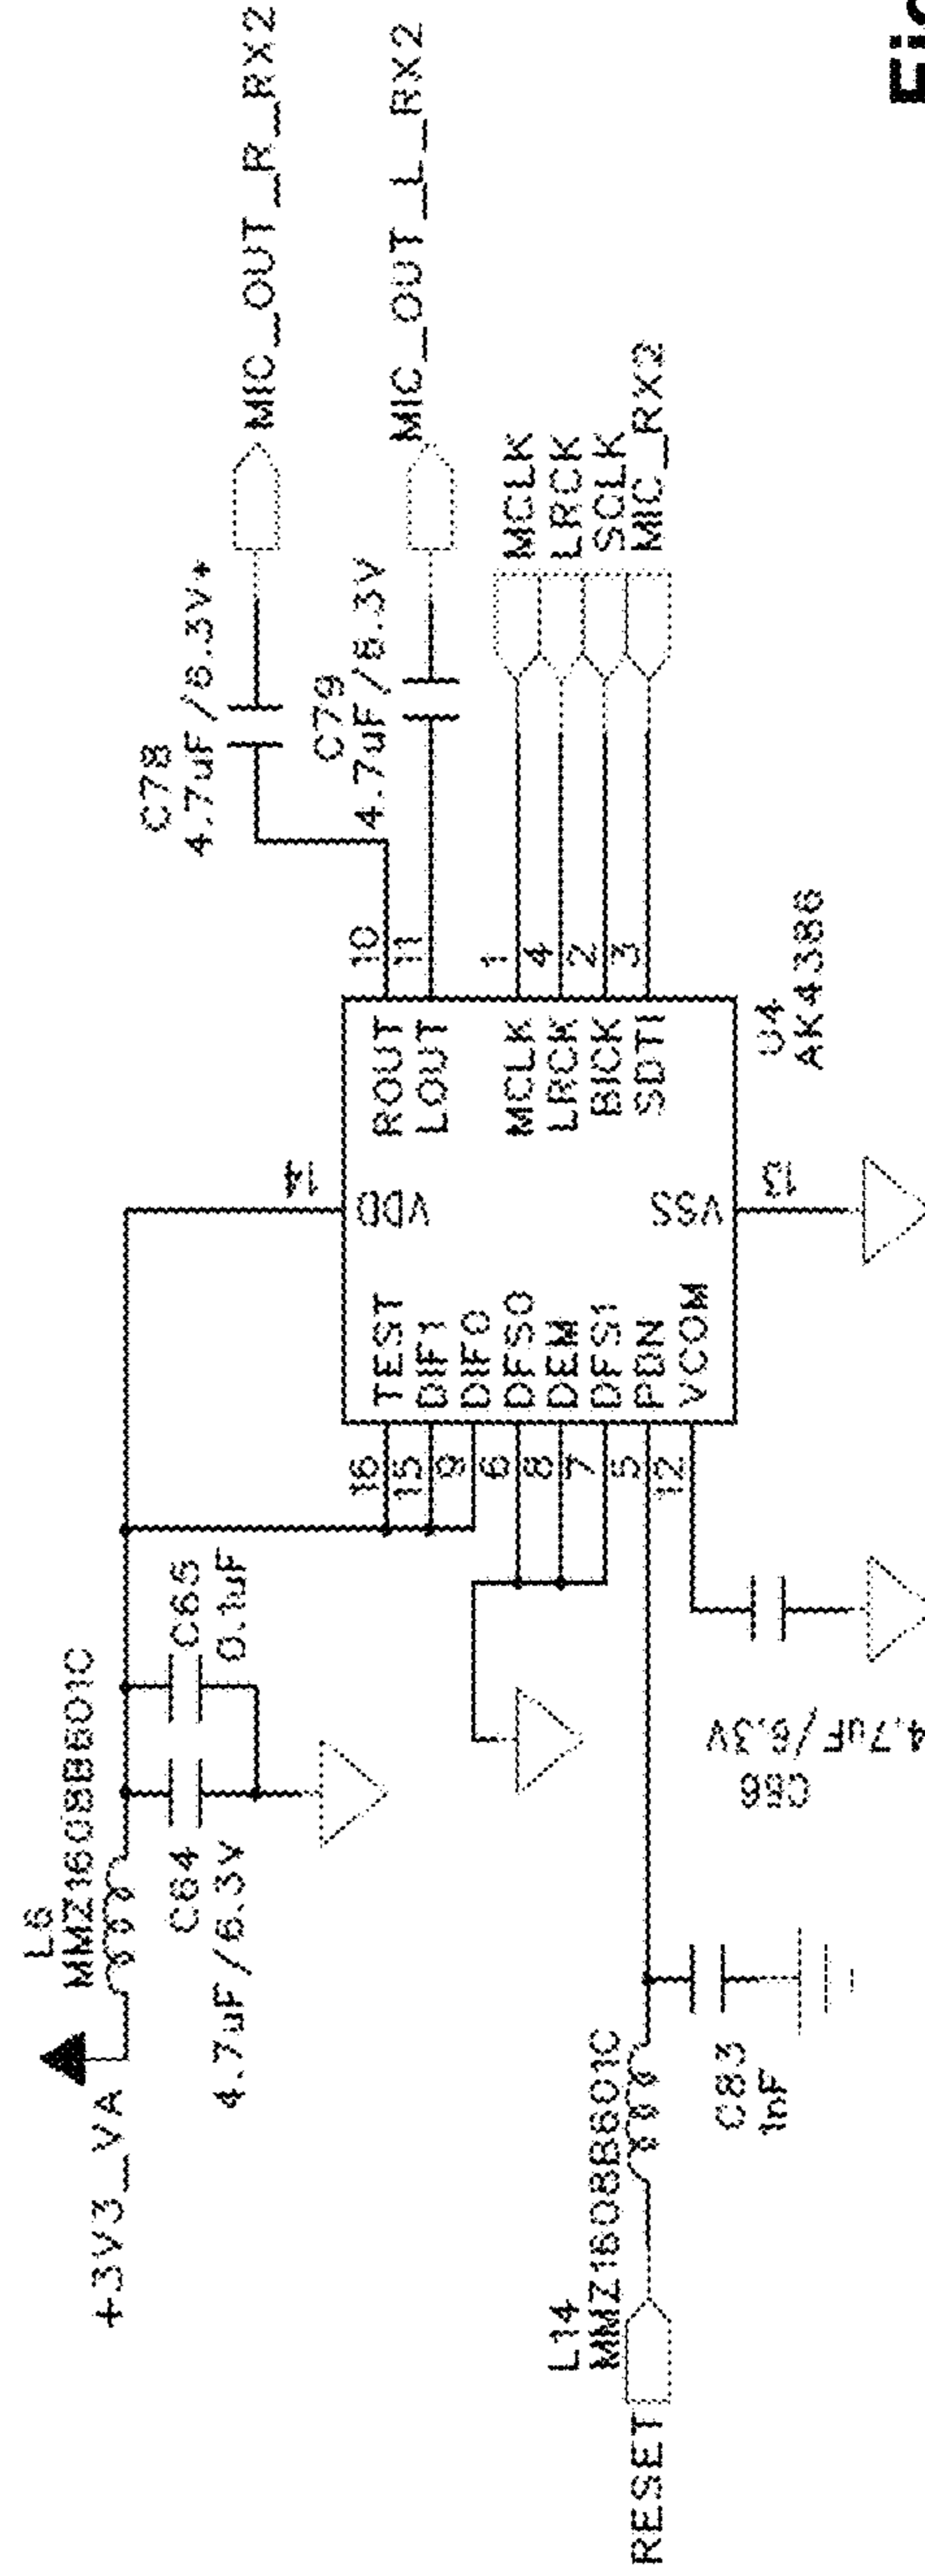 +3V3_VA
L6
MMZ1608B601C
C64
4.7uF/6.3V
C65
0.1uF
14
VDD
16
TEST
15
DIF1
9
DIF0
6
DFS0
8
DEM
7
DFS1
5
PDN
12
VCOM
ROUT
10
LOUT
11
MCLK
1
LRCK
4
BICK
2
SDTI
3
VSS
13
U4
AK4386
C78
4.7uF/6.3V+
MIC_OUT_R_RX2
C79
4.7uF/6.3V
MIC_OUT_L_RX2
MCLK
LRCK
SCLK
MIC_RX2
RESET
L14
MMZ1608B601C
C83
1nF
4.7uF/6.3V